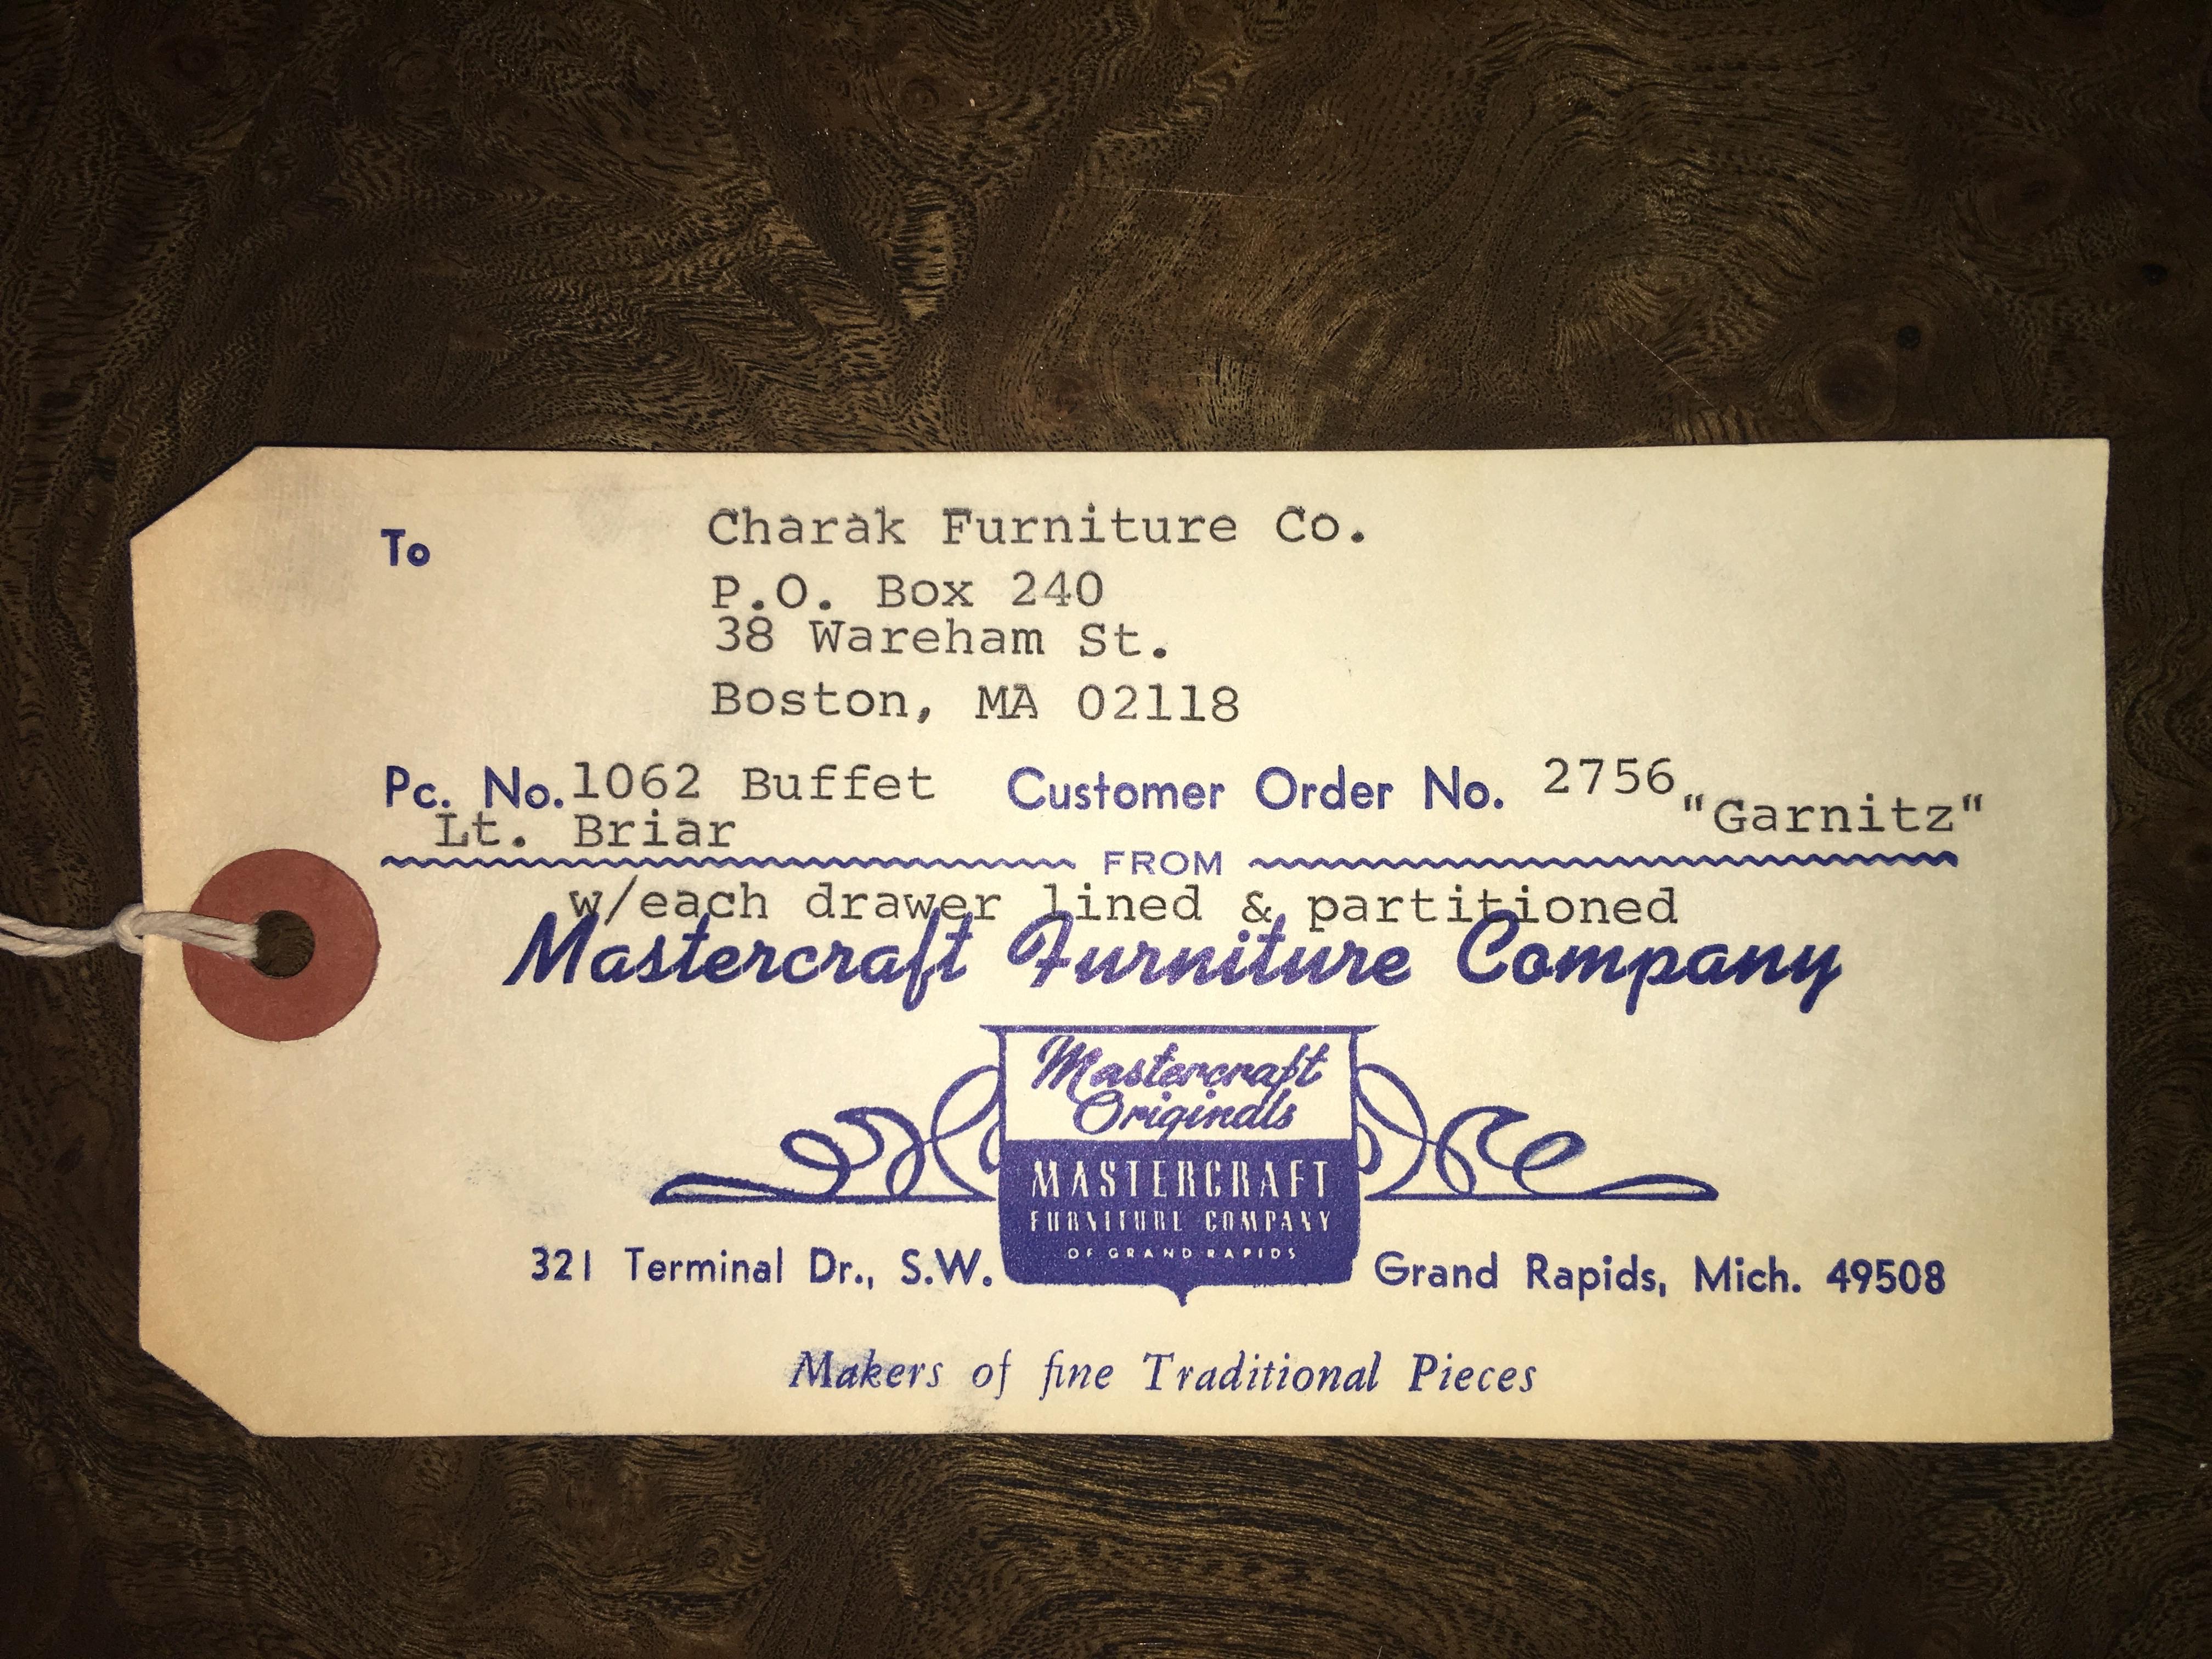 To Charak Furniture Co.
P.O. Box 240
38 Wareham St.
Boston, MA 02118
Pc. No. 1062 Buffet Customer Order No. 2756 "Garnitz"
Lt. Briar
FROM
w/each drawer lined & partitioned
Mastercraft Furniture Company
Mastercraft
Originals
MASTERCRAFT
FURNITURE COMPANY
OF GRAND RAPIDS
321 Terminal Dr., S.W. Grand Rapids, Mich. 49508
Makers of fine Traditional Pieces